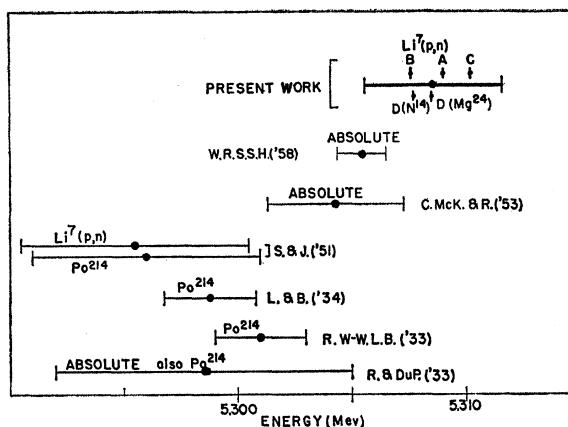 Li⁷(p,n)
B A C
PRESENT WORK
D(N¹⁴) D(Mg²⁴)
ABSOLUTE
W.R.S.S.H.('58)
ABSOLUTE
C.McK.&R.('53)
Li⁷(p,n)
Po²¹⁴
S.&J.('51)
Po²¹⁴
L.&B.('34)
Po²¹⁴
R.W-W.L.B.('33)
ABSOLUTE also Po²¹⁴
R.&DuP.('33)
5.300 5.310
ENERGY (Mev)